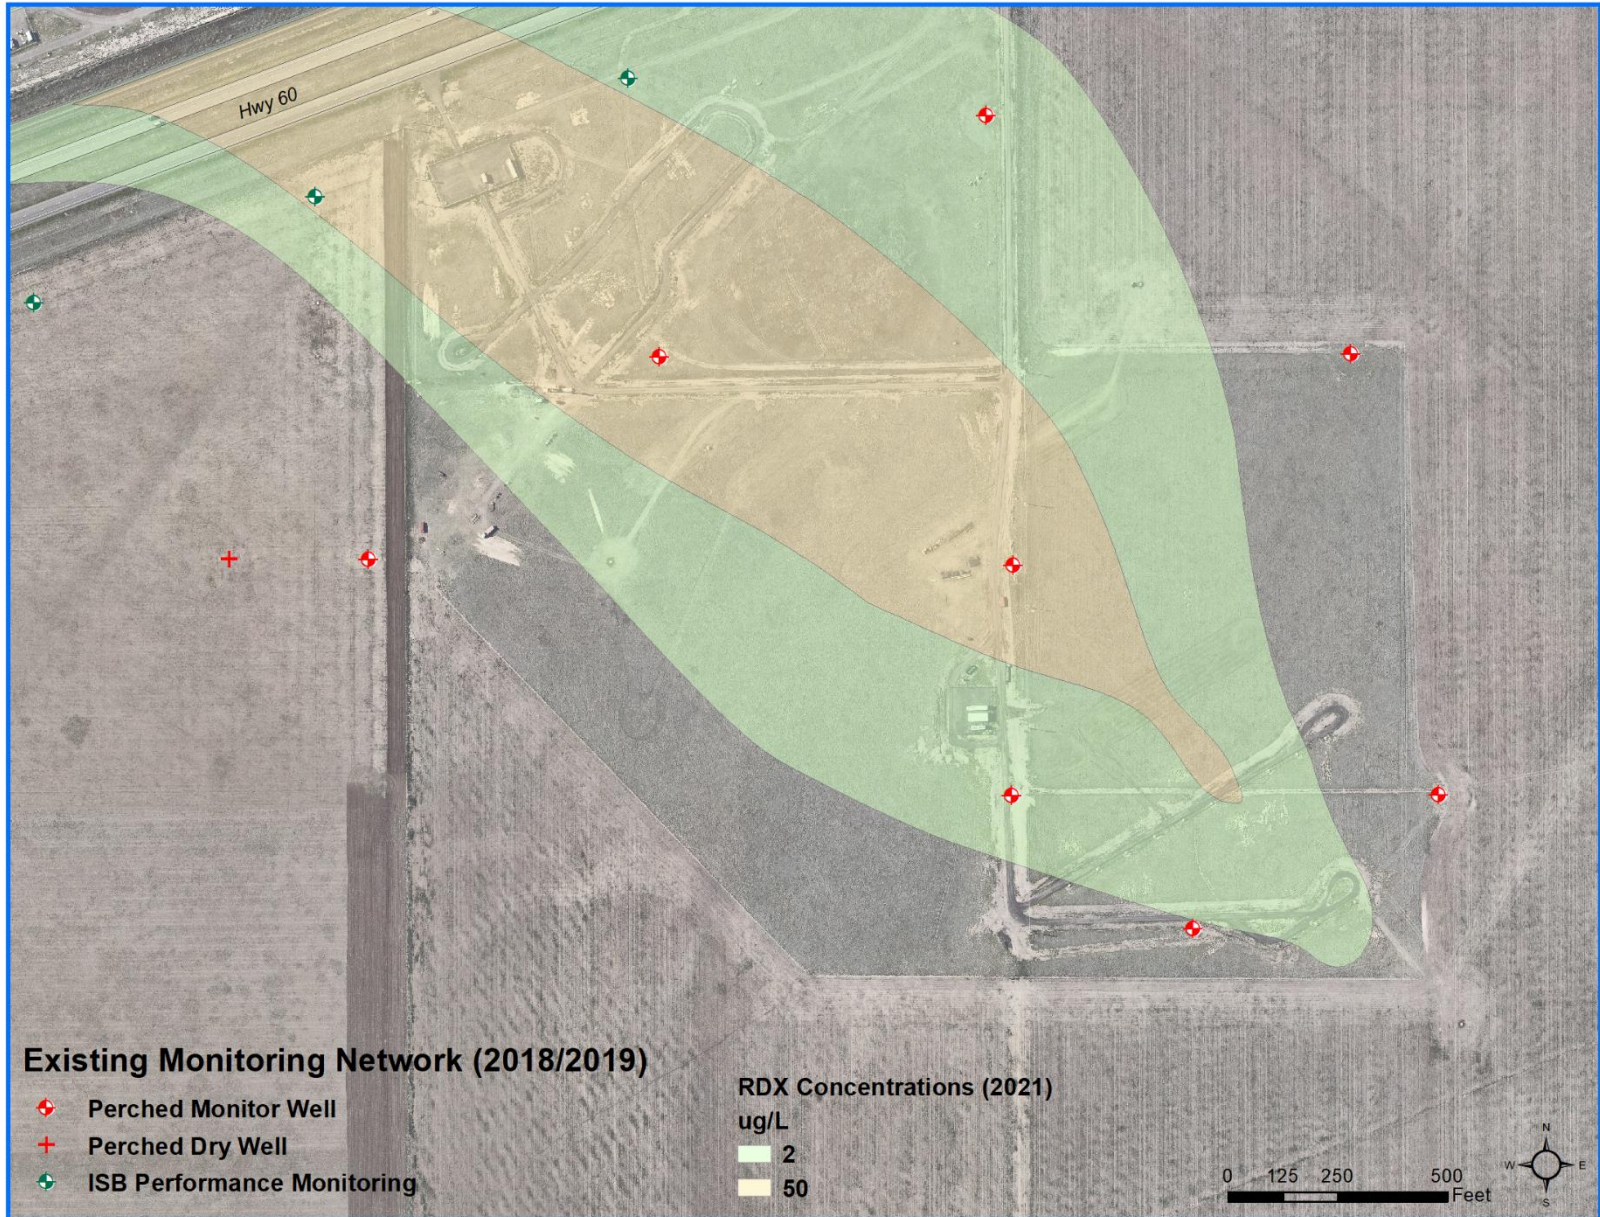 Hwy 60
Existing Monitoring Network (2018/2019)
Perched Monitor Well
Perched Dry Well
ISB Performance Monitoring
RDX Concentrations (2021)
ug/L
2
50
0 125 250 500
Feet
N
W E
S